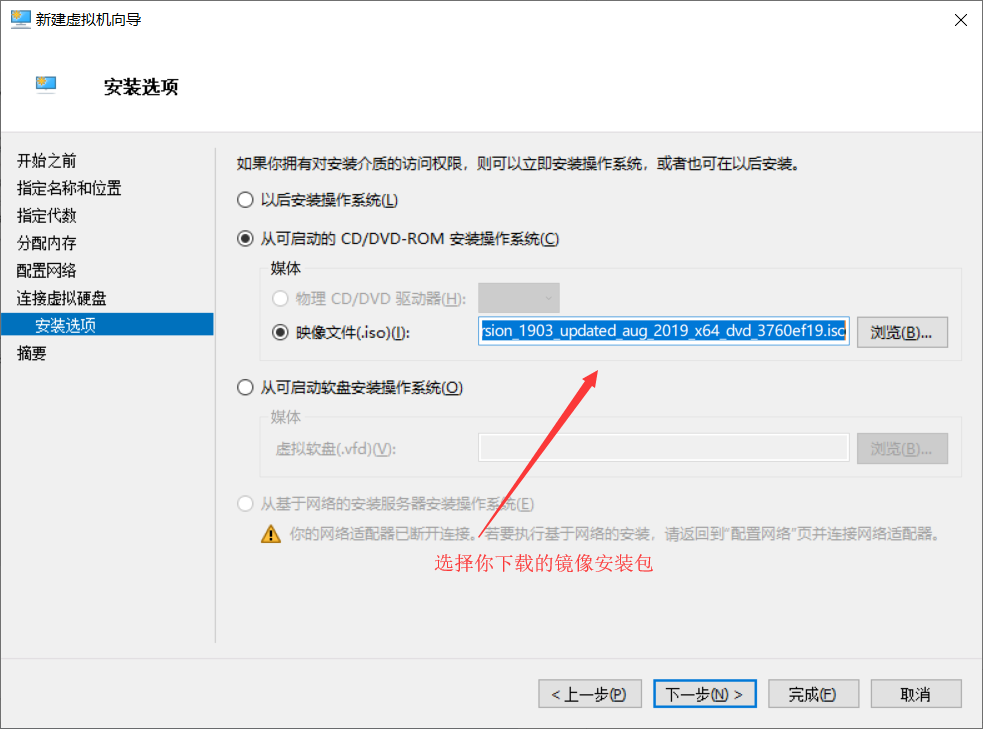 新建虚拟机向导
安装选项
开始之前
指定名称和位置
指定代数
分配内存
配置网络
连接虚拟硬盘
安装选项
摘要
如果你拥有对安装介质的访问权限，则可以立即安装操作系统，或者也可在以后安装。
以后安装操作系统(L)
从可启动的 CD/DVD-ROM 安装操作系统(C)
媒体
物理 CD/DVD 驱动器(H):
映像文件(.iso)(I): rsion_1903_updated_aug_2019_x64_dvd_3760ef19.iso 浏览(B)...
从可启动软盘安装操作系统(O)
媒体
虚拟软盘(.vfd)(V): 浏览(B)...
从基于网络的安装服务器安装操作系统(E)
你的网络适配器已断开连接。若要执行基于网络的安装，请返回到"配置网络"页并连接网络适配器。
选择你下载的镜像安装包
< 上一步(P) 下一步(N) > 完成(F) 取消